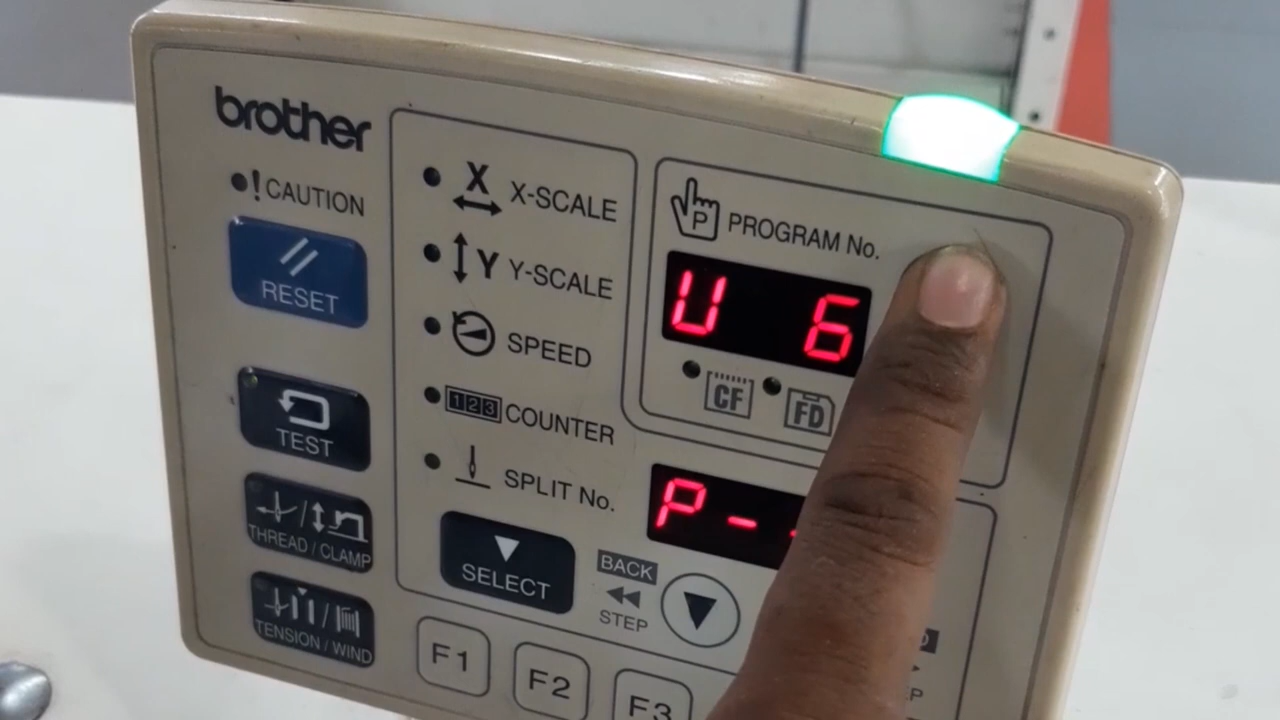 brother
! CAUTION
RESET
TEST
THREAD / CLAMP
TENSION / WIND
X
X-SCALE
Y
Y-SCALE
SPEED
123
COUNTER
SPLIT No.
SELECT
P
PROGRAM No.
U 6
CF
FD
P -
BACK
STEP
F1
F2
F3